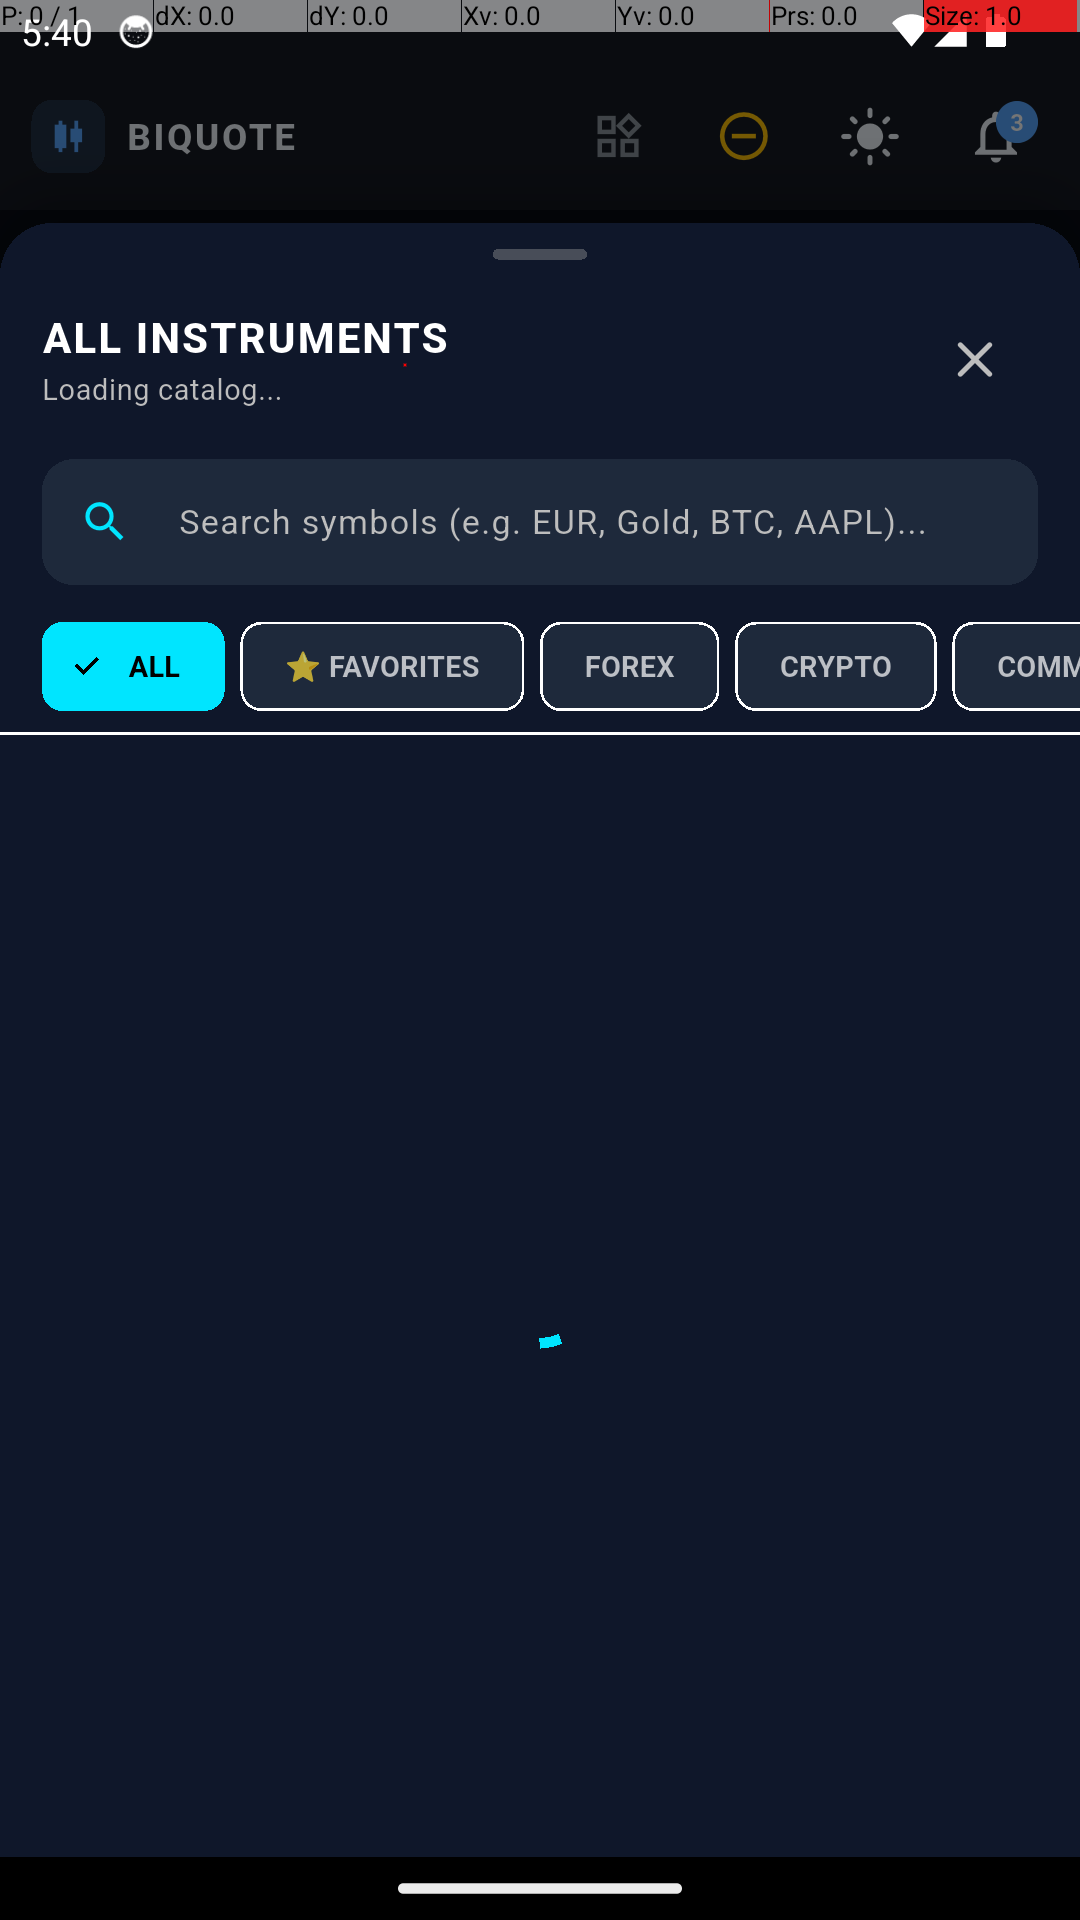 P: 0 / 1 dX: 0.0 dY: 0.0 Xv: 0.0 Yv: 0.0 Prs: 0.0 Size: 1.0
5:40
BIQUOTE 3
ALL INSTRUMENTS
Loading catalog...
Search symbols (e.g. EUR, Gold, BTC, AAPL)...
ALL ⭐ FAVORITES FOREX CRYPTO COMM